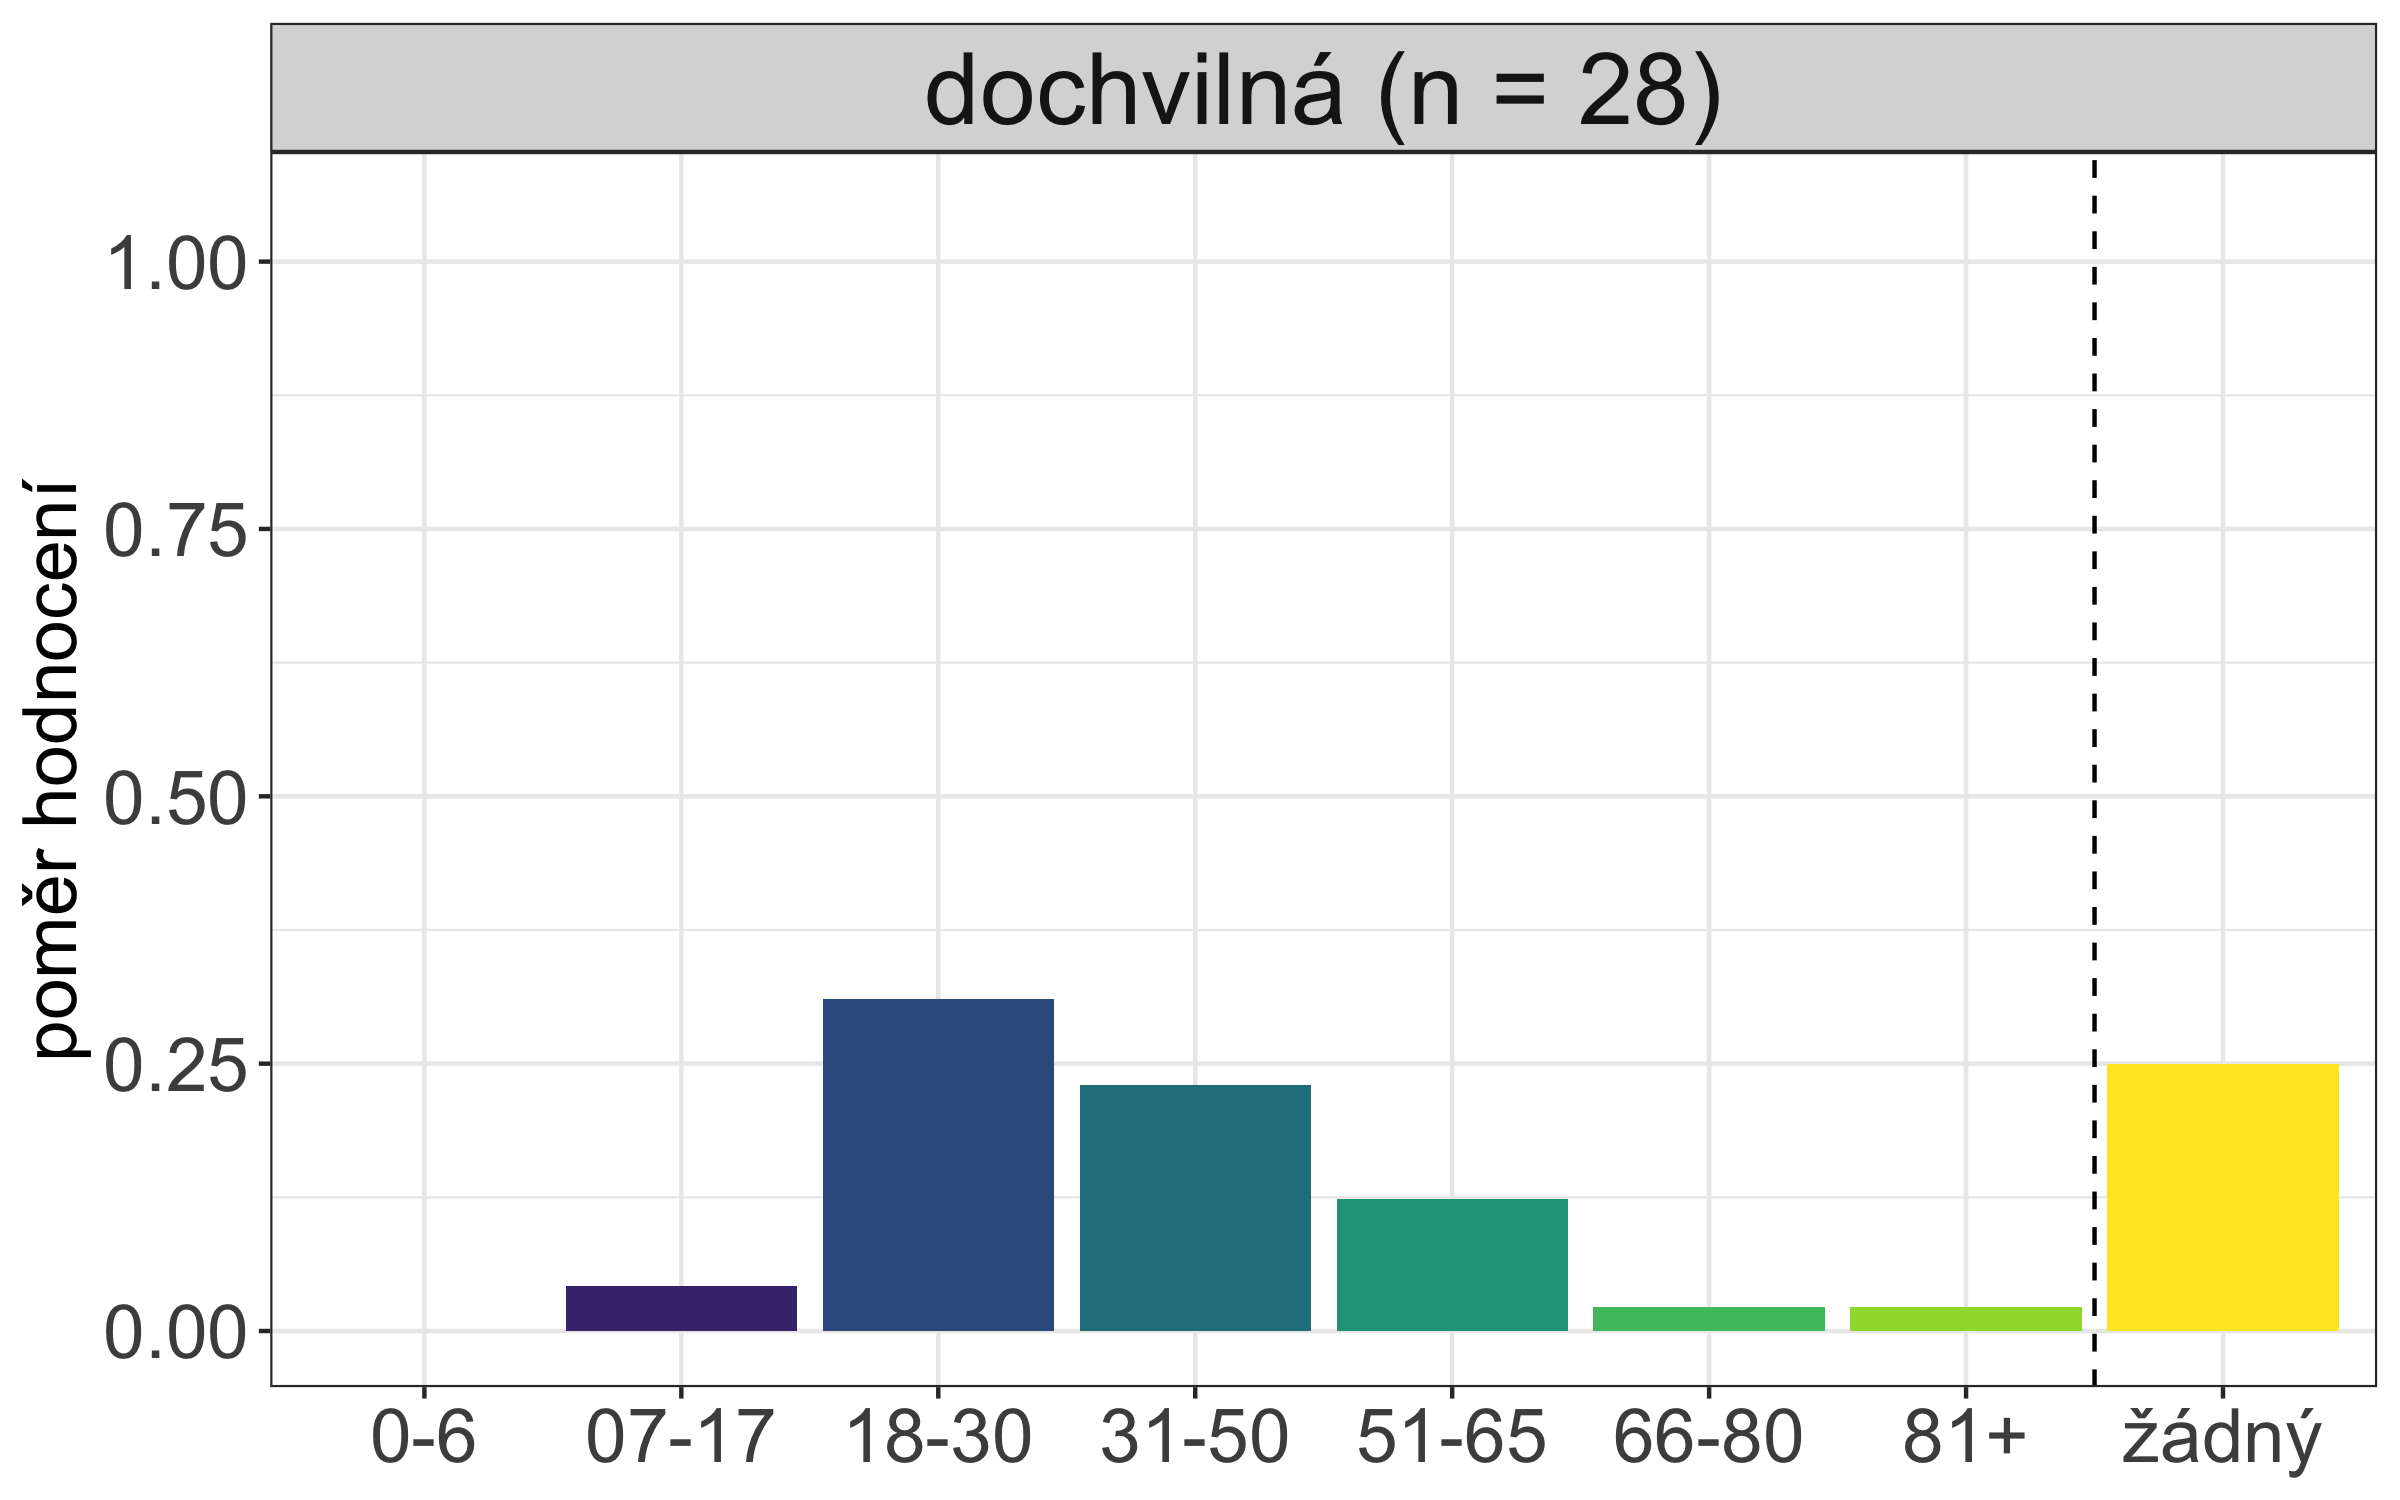 dochvilná (n = 28)
poměr hodnocení
1.00
0.75
0.50
0.25
0.00
0-6 07-17 18-30 31-50 51-65 66-80 81+ žádný